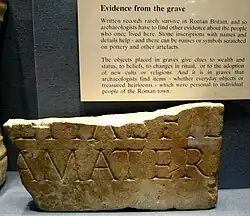 Evidence from the grave
Written records rarely survive in Roman Britain, and so
archaeologists have to find other evidence about the people
who once lived here. Stone inscriptions with names and
details help - and there can be names or symbols scratched
on pottery and other artefacts.
The objects placed in graves give clues to wealth and
status, to beliefs, to changes in ritual, or to the adoption
of new cults or religions. And it is in graves that
archaeologists find items - whether everyday objects or
treasured heirlooms - which were personal to individual
people of the Roman town.
MATER